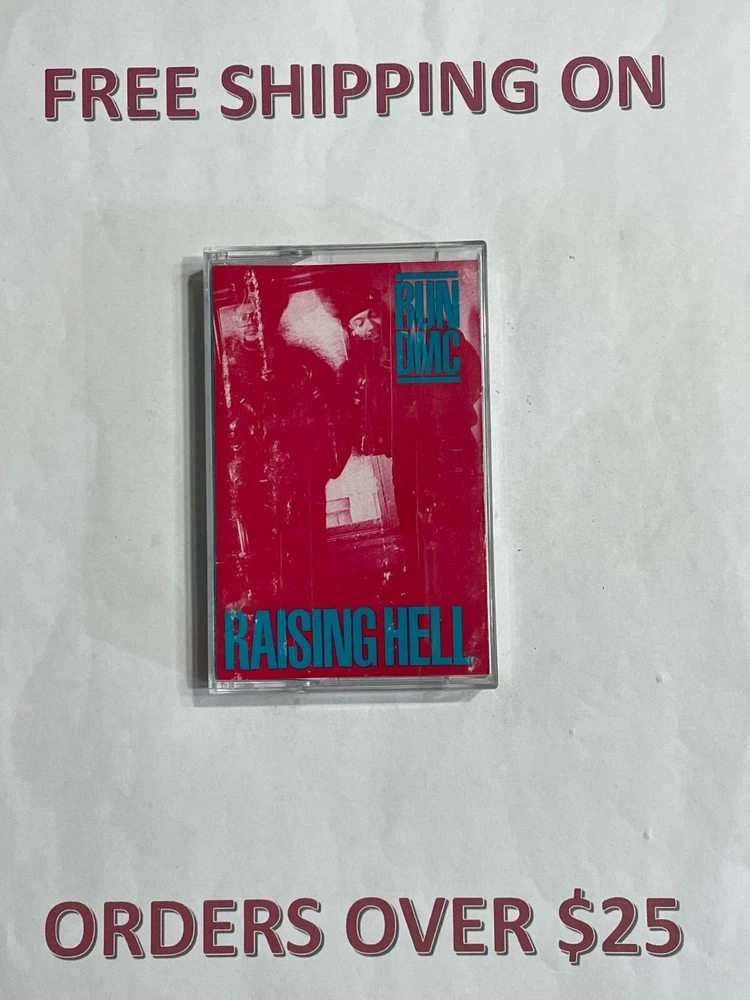 FREE SHIPPING ON
RUN
DMC
RAISING HELL
ORDERS OVER $25